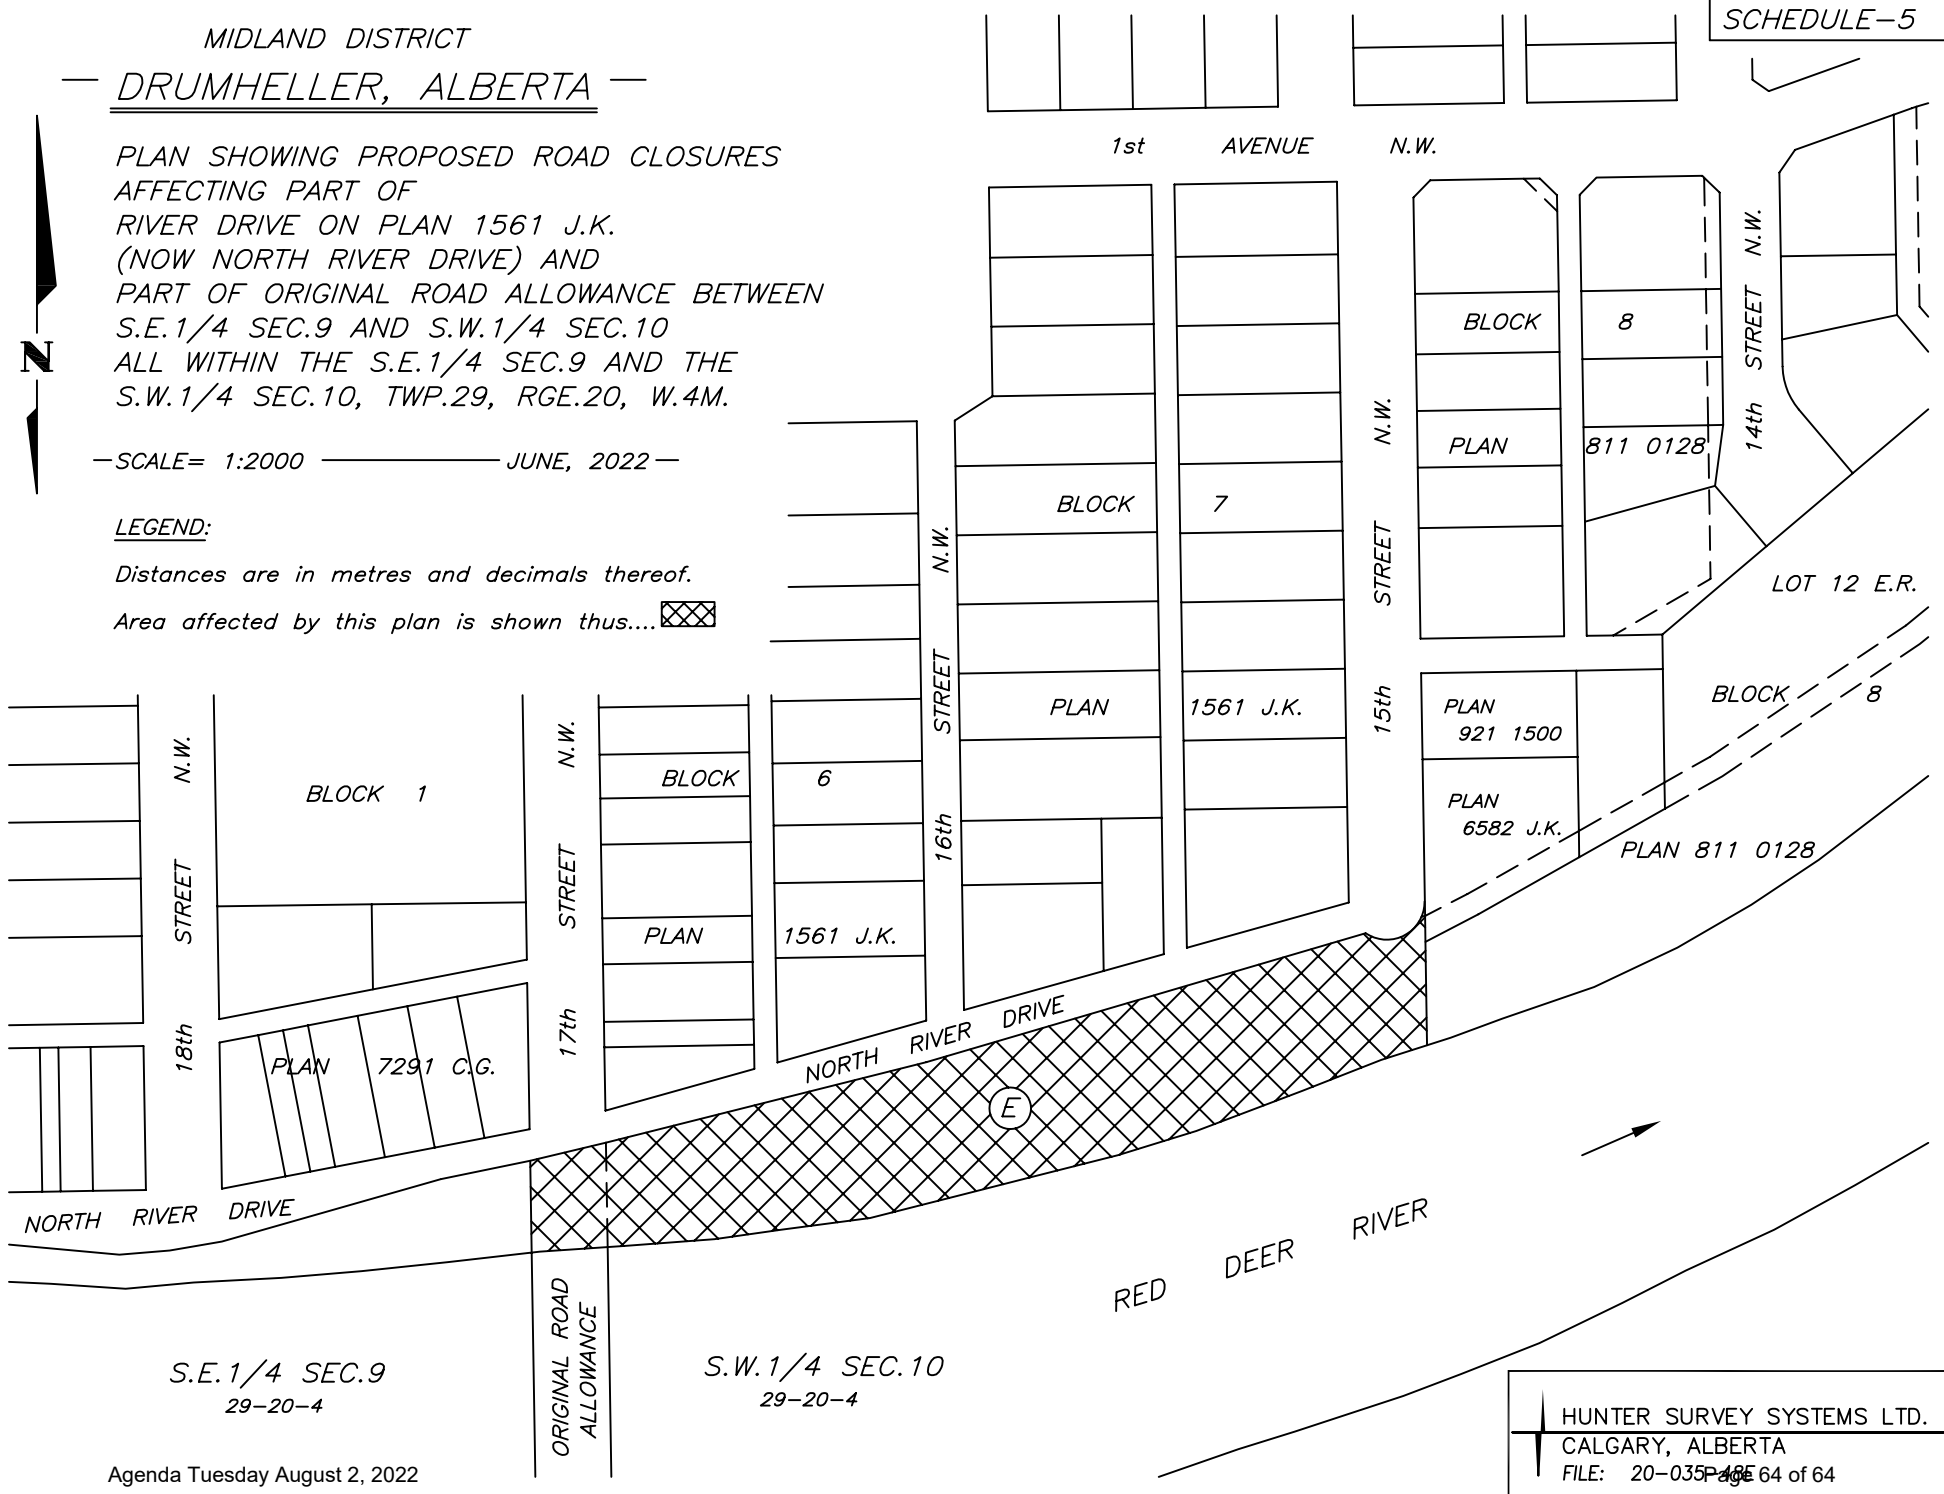 SCHEDULE-5
MIDLAND DISTRICT
DRUMHELLER, ALBERTA
PLAN SHOWING PROPOSED ROAD CLOSURES
AFFECTING PART OF
RIVER DRIVE ON PLAN 1561 J.K.
(NOW NORTH RIVER DRIVE) AND
PART OF ORIGINAL ROAD ALLOWANCE BETWEEN
S.E.1/4 SEC.9 AND S.W.1/4 SEC.10
ALL WITHIN THE S.E.1/4 SEC.9 AND THE
S.W.1/4 SEC.10, TWP.29, RGE.20, W.4M.
N
SCALE= 1:2000 JUNE, 2022
LEGEND:
Distances are in metres and decimals thereof.
Area affected by this plan is shown thus....
1st AVENUE N.W.
BLOCK 8
PLAN 811 0128
14th STREET N.W.
BLOCK 7
PLAN 1561 J.K.
15th STREET N.W.
16th STREET N.W.
LOT 12 E.R.
BLOCK 8
PLAN 811 0128
PLAN
921 1500
PLAN
6582 J.K.
BLOCK 6
PLAN 1561 J.K.
17th STREET N.W.
BLOCK 1
18th STREET N.W.
PLAN 7291 C.G.
NORTH RIVER DRIVE
NORTH RIVER DRIVE
E
RED DEER RIVER
ORIGINAL ROAD
ALLOWANCE
S.E.1/4 SEC.9
29-20-4
S.W.1/4 SEC.10
29-20-4
HUNTER SURVEY SYSTEMS LTD.
CALGARY, ALBERTA
FILE: 20-035-48E
Agenda Tuesday August 2, 2022
Page 64 of 64